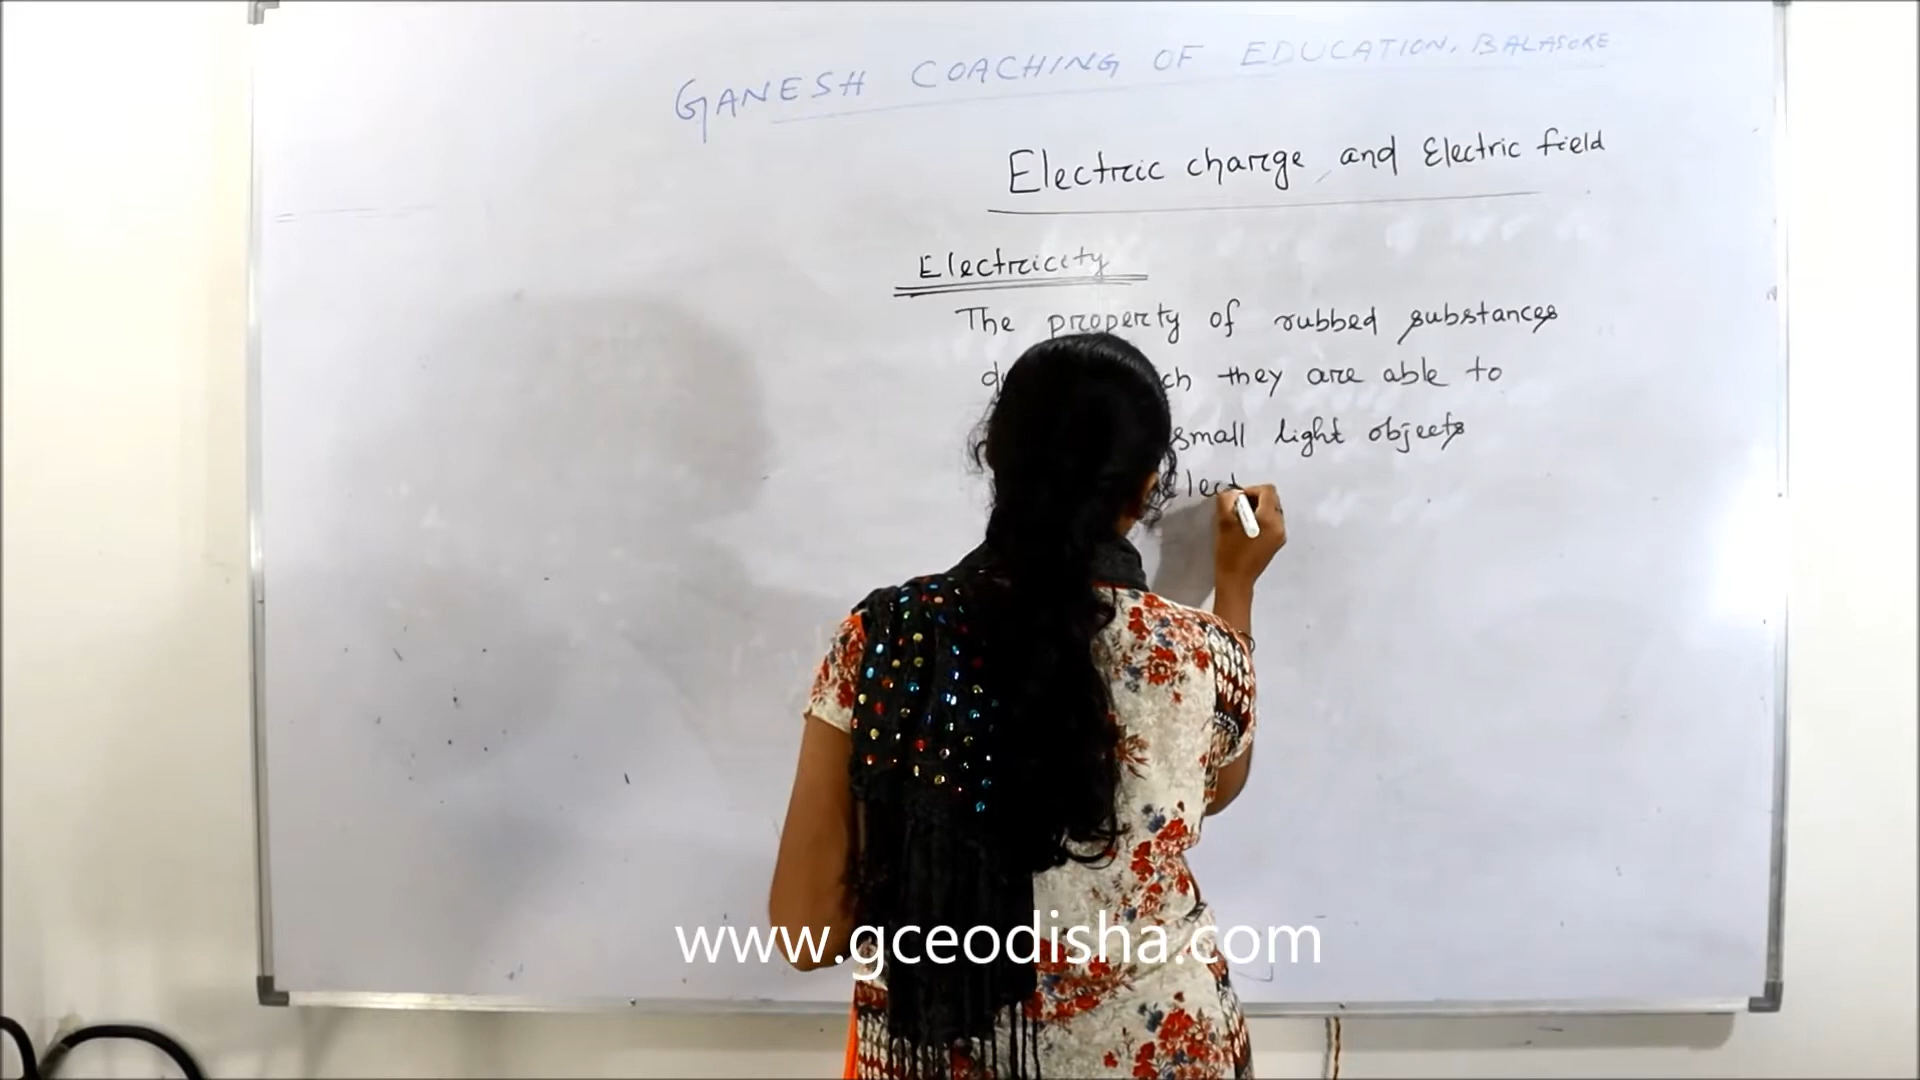 GANESH COACHING OF EDUCATION, BALASORE
Electric charge and Electric field
Electricity
The property of rubbed substances
they are able to
small light objects
Elect
www.gceodisha.com